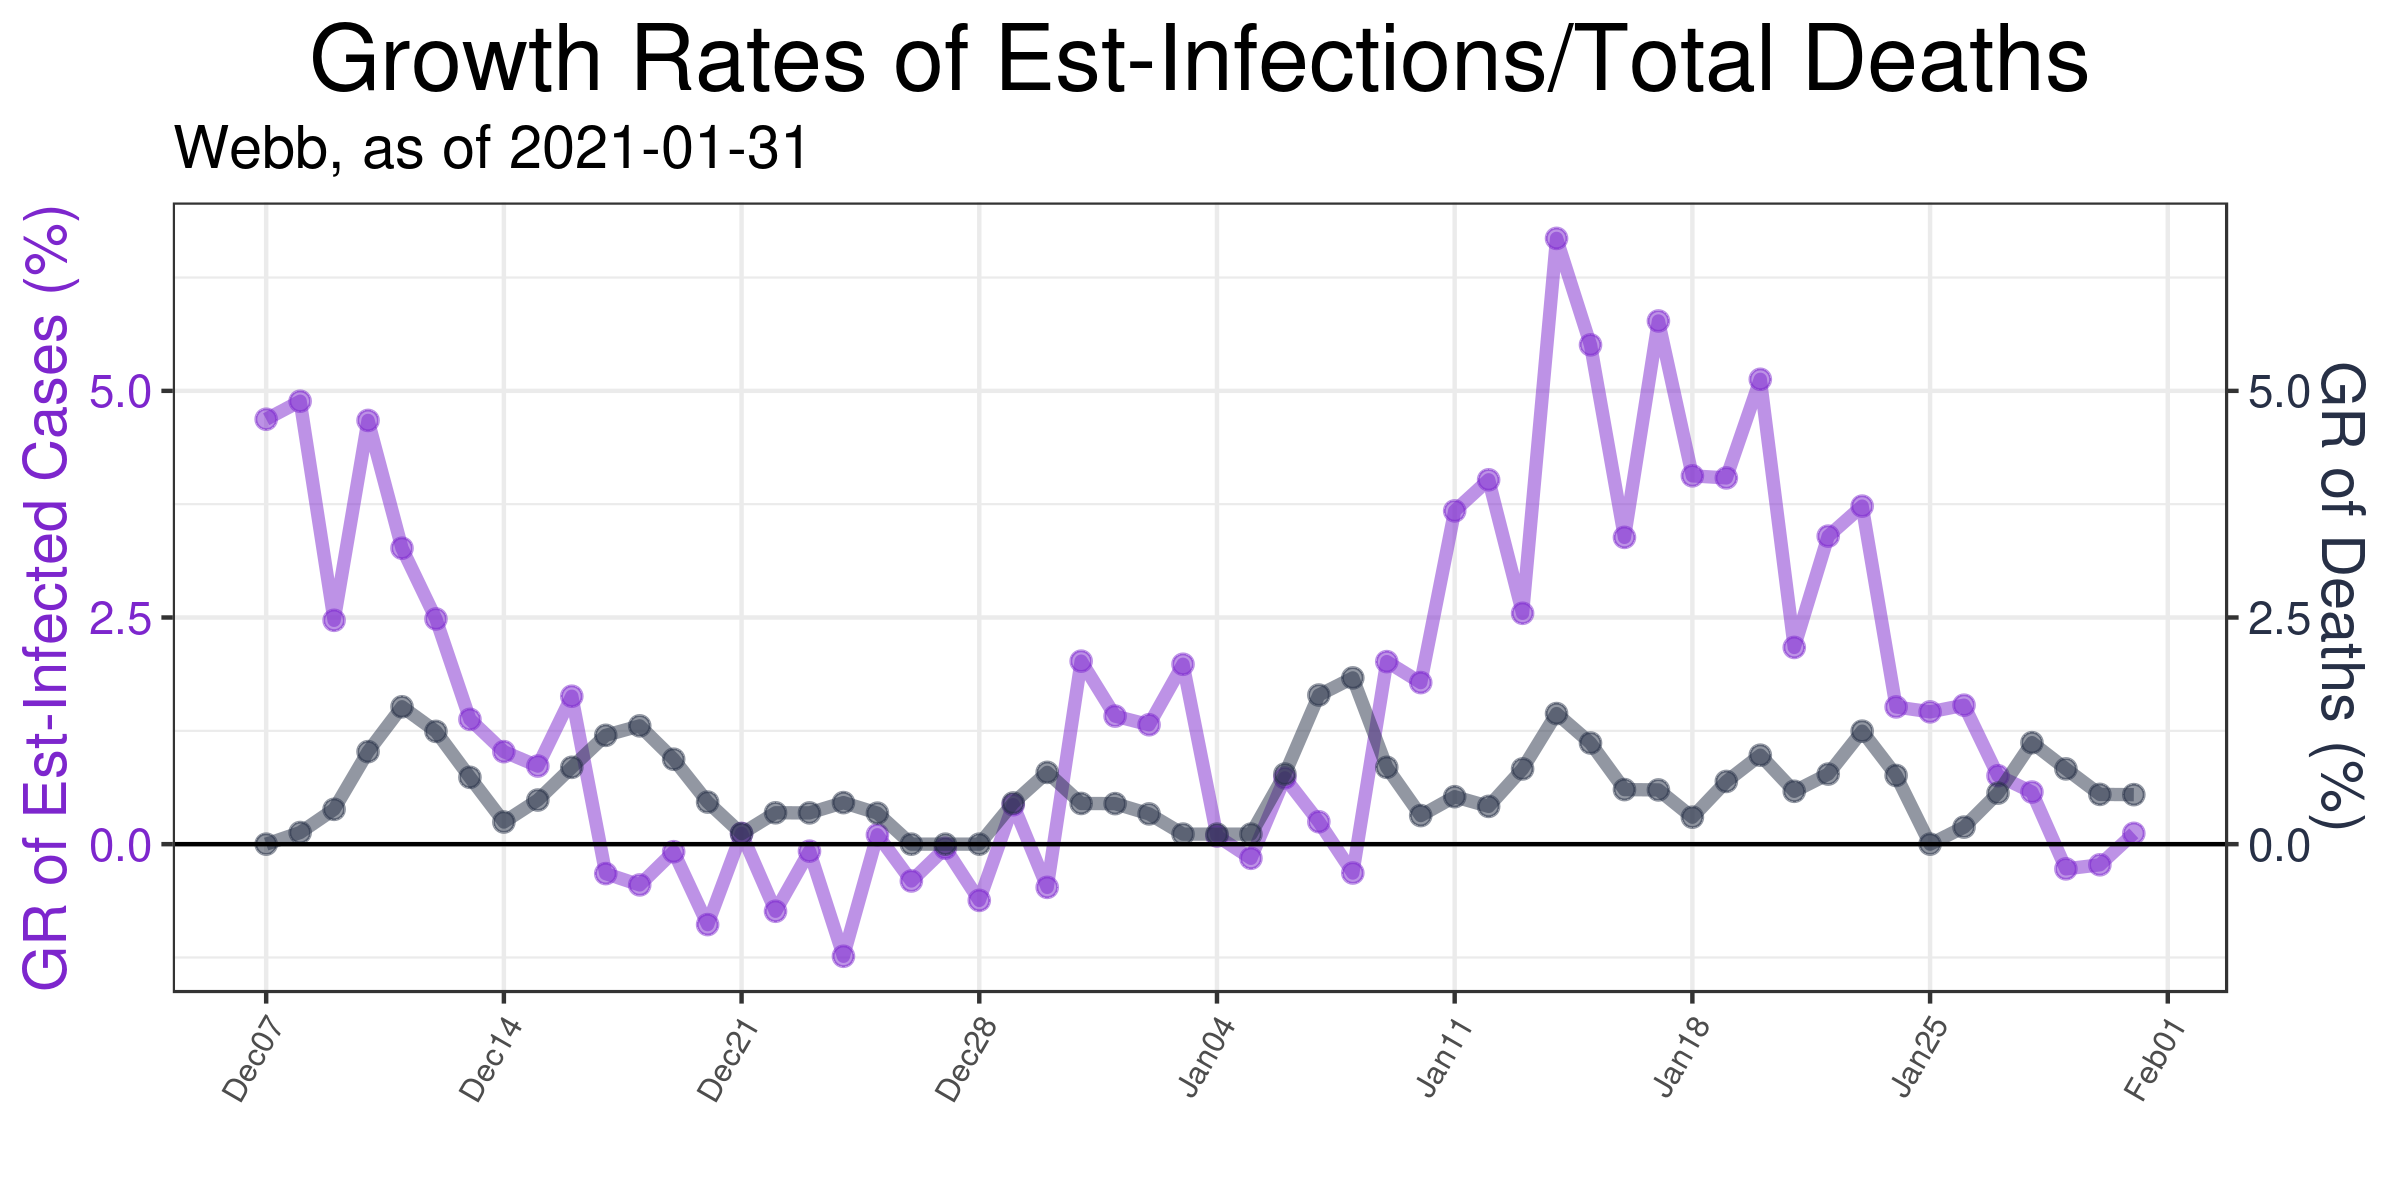 Growth Rates of Est-Infections/Total Deaths
Webb, as of 2021-01-31
GR of Est-Infected Cases (%)
5.0
2.5
0.0
5.0
2.5
0.0
GR of Deaths (%)
Dec07
Dec14
Dec21
Dec28
Jan04
Jan11
Jan18
Jan25
Feb01